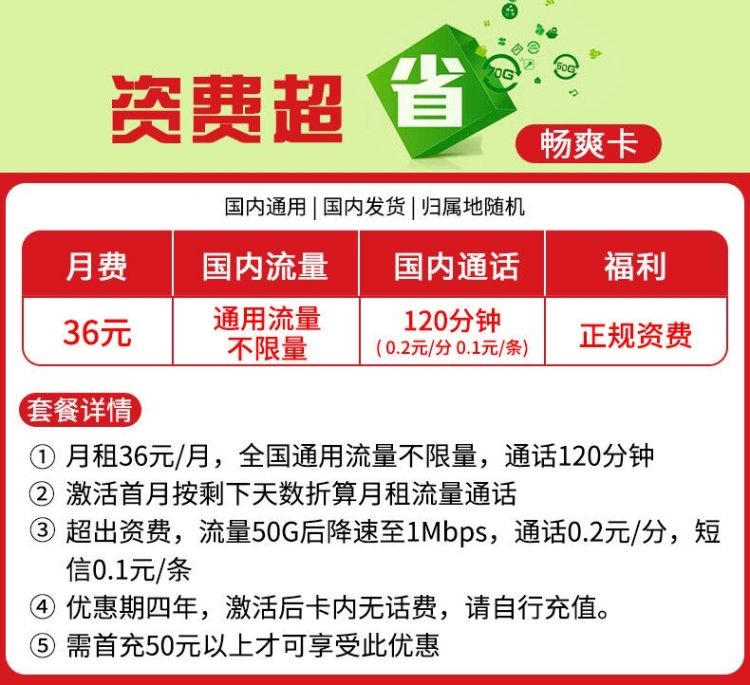 资费超省
70G
50G
畅爽卡
国内通用 | 国内发货 | 归属地随机
月费 国内流量 国内通话 福利
36元 通用流量不限量 120分钟 (0.2元/分 0.1元/条) 正规资费
套餐详情
① 月租36元/月，全国通用流量不限量，通话120分钟
② 激活首月按剩下天数折算月租流量通话
③ 超出资费，流量50G后降速至1Mbps，通话0.2元/分，短
信0.1元/条
④ 优惠期四年，激活后卡内无话费，请自行充值。
⑤ 需首充50元以上才可享受此优惠